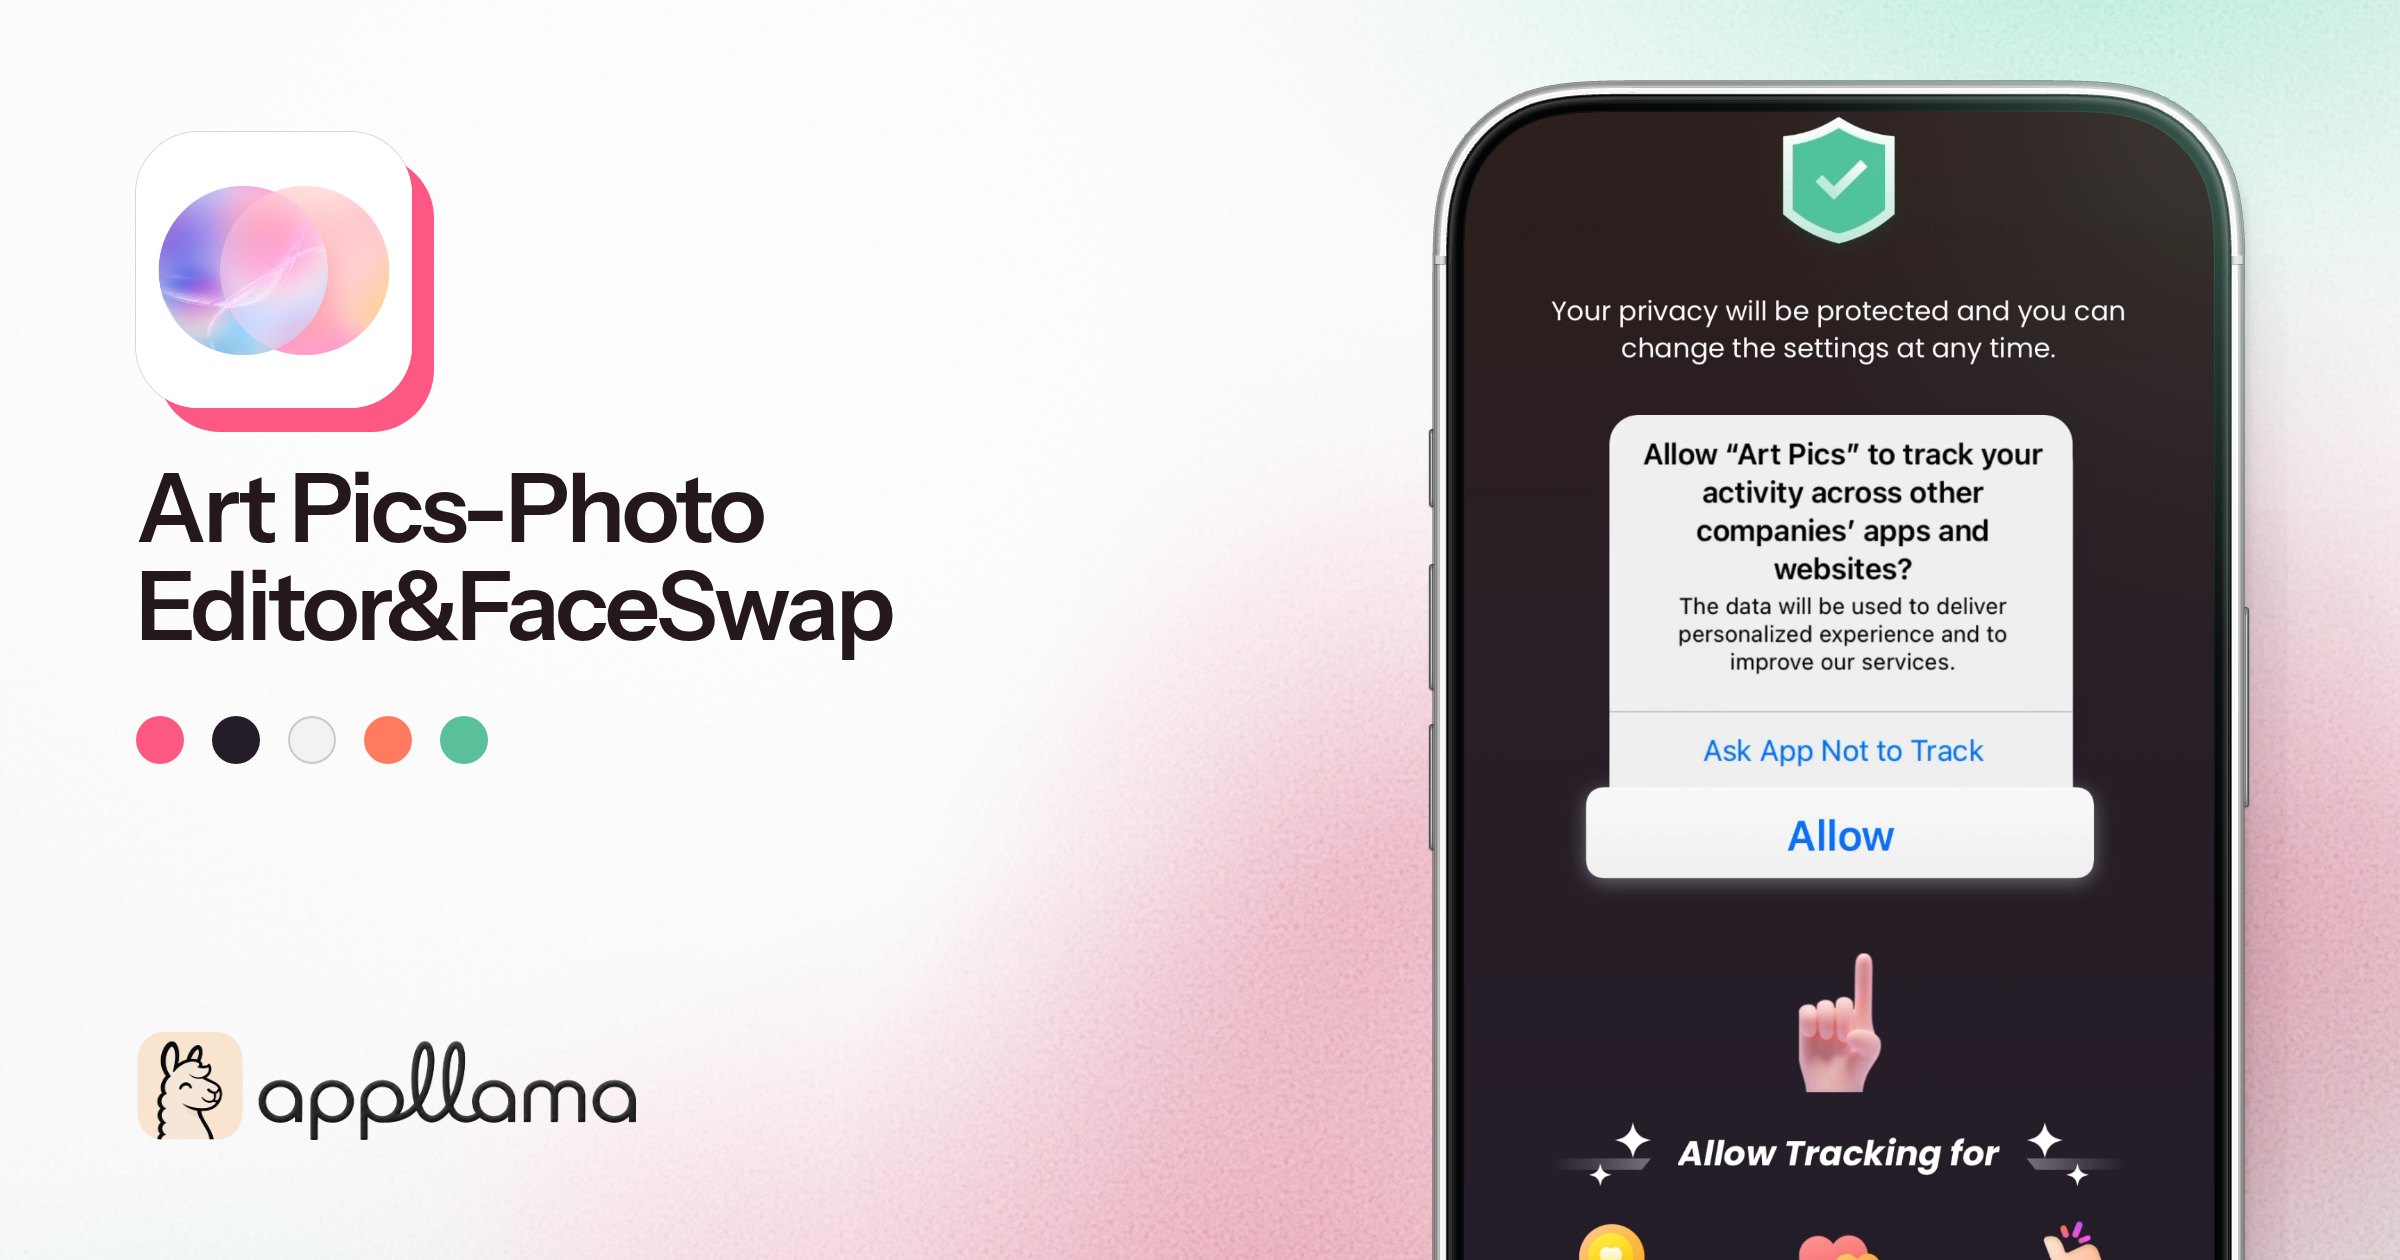 Art Pics-Photo
Editor&FaceSwap
appllama
Your privacy will be protected and you can
change the settings at any time.
Allow “Art Pics” to track your
activity across other
companies’ apps and
websites?
The data will be used to deliver
personalized experience and to
improve our services.
Ask App Not to Track
Allow
Allow Tracking for